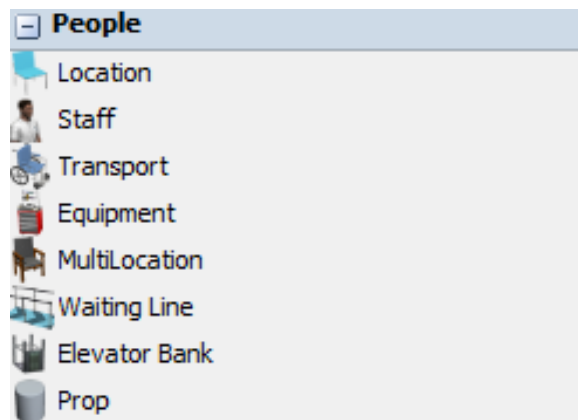 People
Location
Staff
Transport
Equipment
MultiLocation
Waiting Line
Elevator Bank
Prop